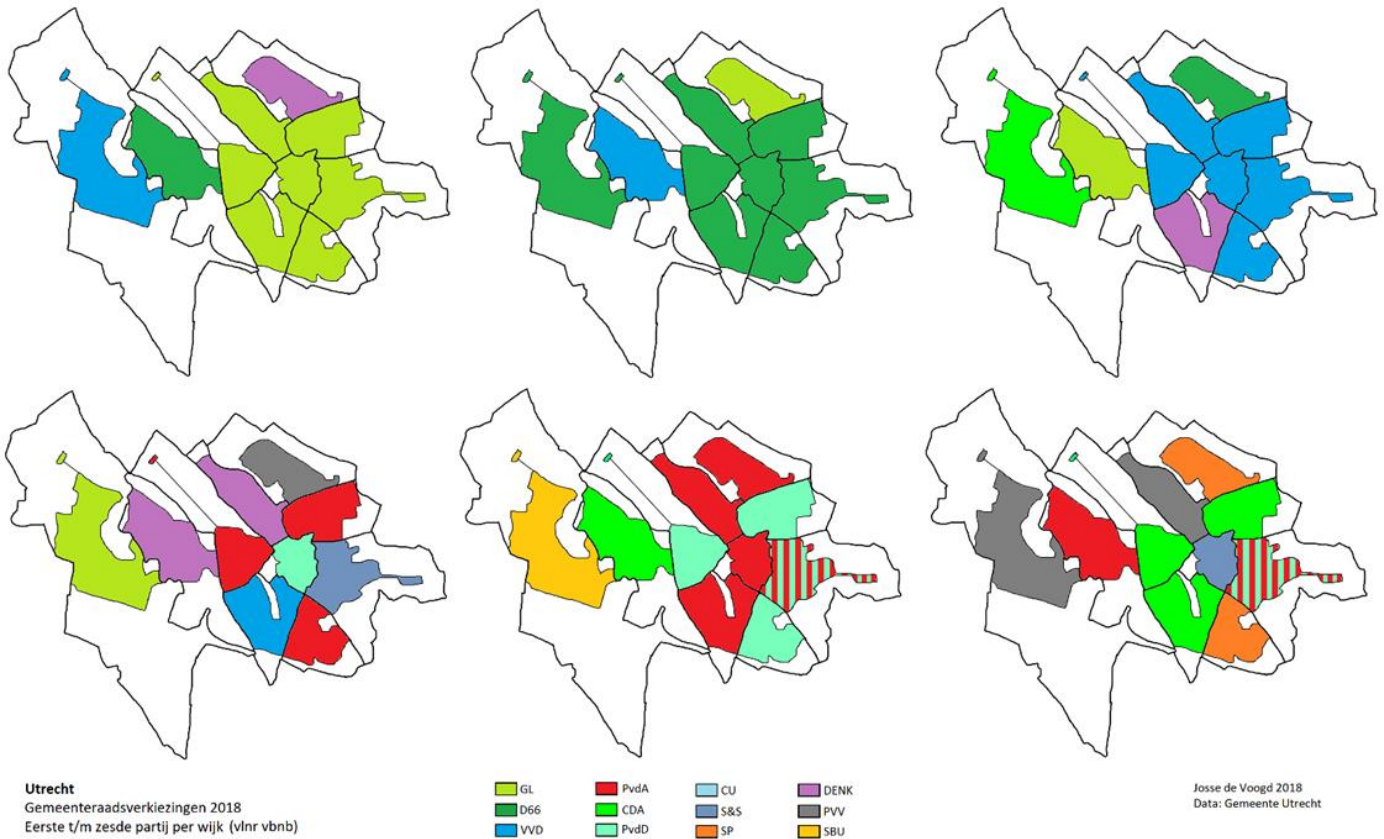 Utrecht
Gemeenteraadsverkiezingen 2018
Eerste t/m zesde partij per wijk (vlnr vbnb)
GL
D66
VVD
PvdA
CDA
PvdD
CU
S&S
SP
DENK
PVV
SBU
Josse de Voogd 2018
Data: Gemeente Utrecht